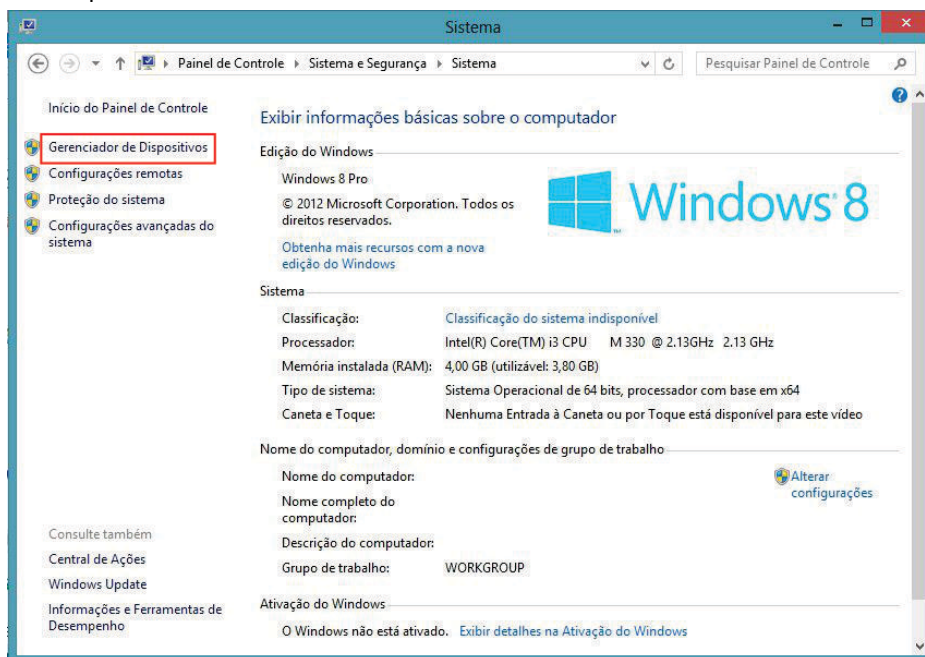 Sistema
Painel de Controle Sistema e Segurança Sistema
Pesquisar Painel de Controle
Início do Painel de Controle
Gerenciador de Dispositivos
Configurações remotas
Proteção do sistema
Configurações avançadas do
sistema
Exibir informações básicas sobre o computador
Edição do Windows
Windows 8 Pro
© 2012 Microsoft Corporation. Todos os
direitos reservados.
Obtenha mais recursos com a nova
edição do Windows
Windows 8
Sistema
Classificação: Classificação do sistema indisponível
Processador: Intel(R) Core(TM) i3 CPU M 330 @ 2.13GHz 2.13 GHz
Memória instalada (RAM): 4,00 GB (utilizável: 3,80 GB)
Tipo de sistema: Sistema Operacional de 64 bits, processador com base em x64
Caneta e Toque: Nenhuma Entrada à Caneta ou por Toque está disponível para este vídeo
Nome do computador, domínio e configurações de grupo de trabalho
Nome do computador:
Nome completo do
computador:
Descrição do computador:
Grupo de trabalho: WORKGROUP
Alterar
configurações
Ativação do Windows
O Windows não está ativado. Exibir detalhes na Ativação do Windows
Consulte também
Central de Ações
Windows Update
Informações e Ferramentas de
Desempenho